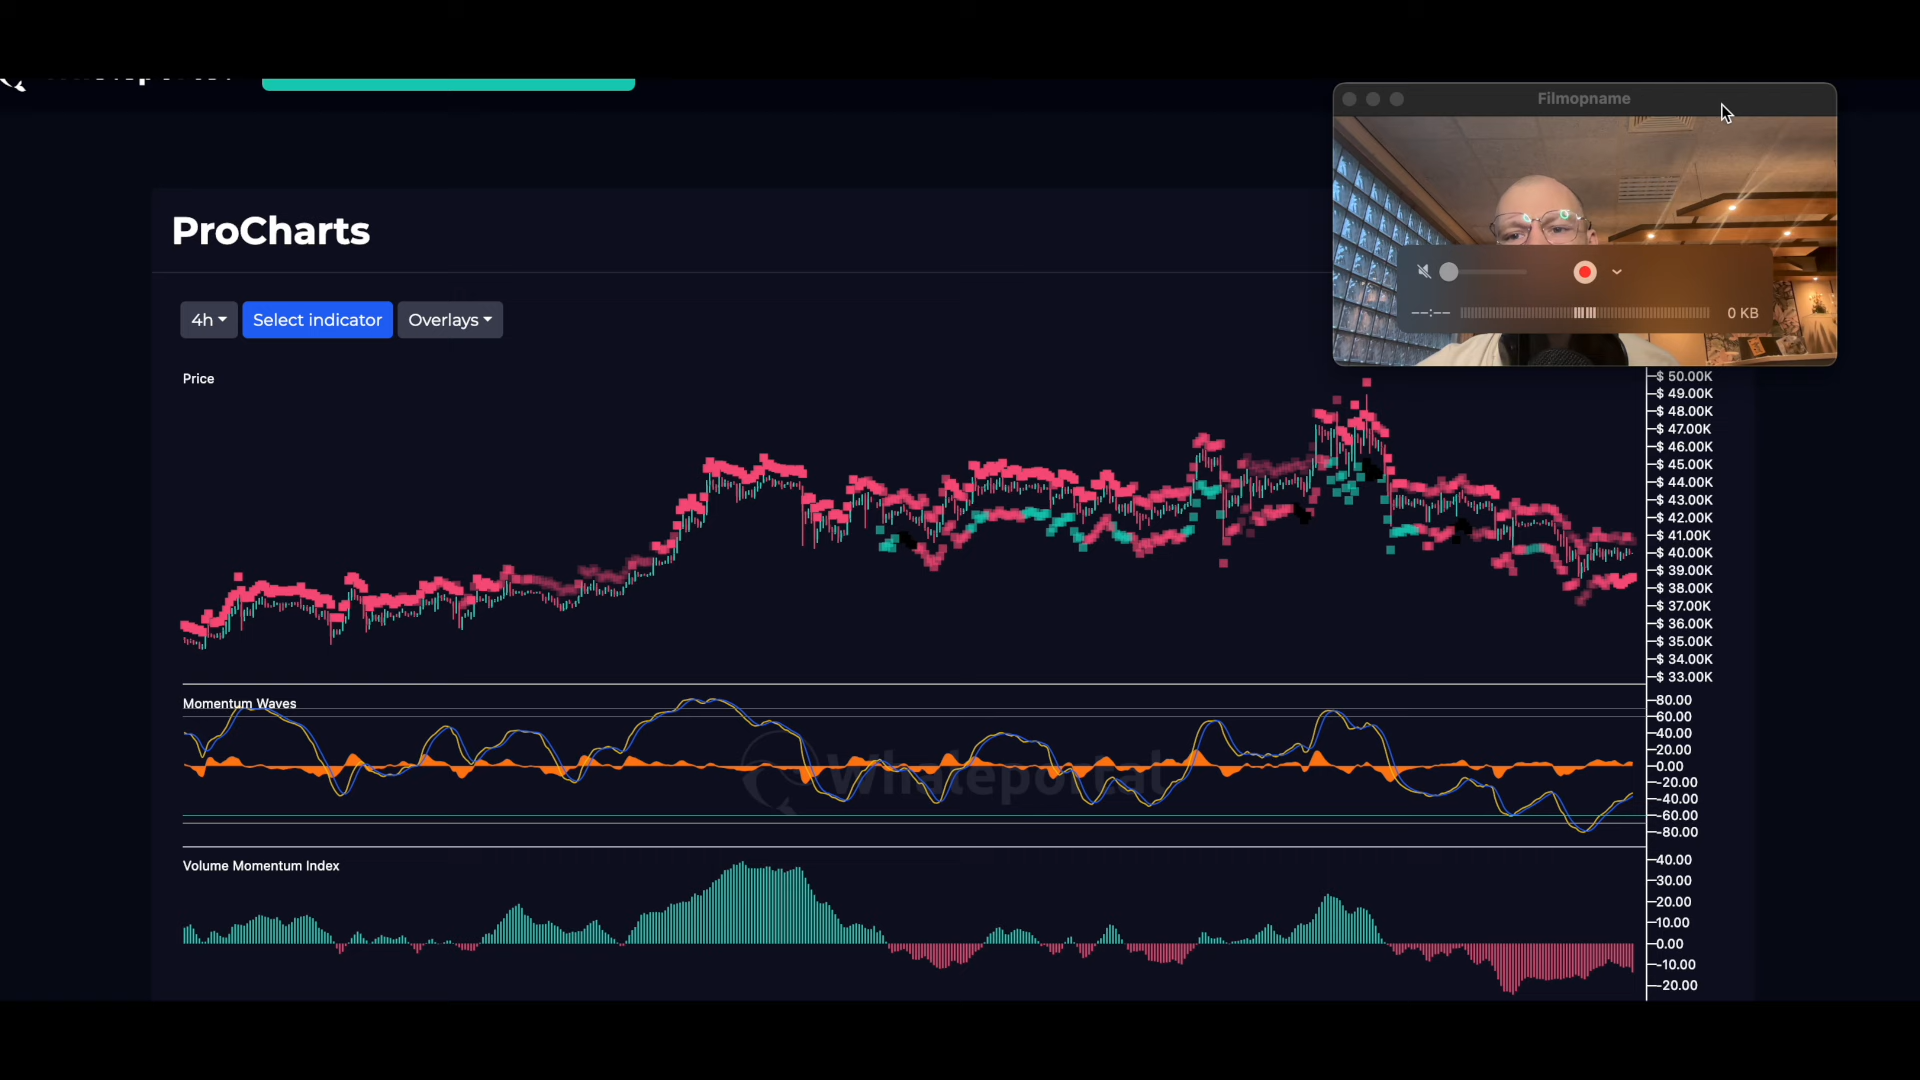 Filmopname
ProCharts
4h
Select indicator
Overlays
--:--
0 KB
Price
$ 50.00K
$ 49.00K
$ 48.00K
$ 47.00K
$ 46.00K
$ 45.00K
$ 44.00K
$ 43.00K
$ 42.00K
$ 41.00K
$ 40.00K
$ 39.00K
$ 38.00K
$ 37.00K
$ 36.00K
$ 35.00K
$ 34.00K
$ 33.00K
Momentum Waves
80.00
60.00
40.00
20.00
0.00
-20.00
-40.00
-60.00
-80.00
Whaleportal
Volume Momentum Index
40.00
30.00
20.00
10.00
0.00
-10.00
-20.00